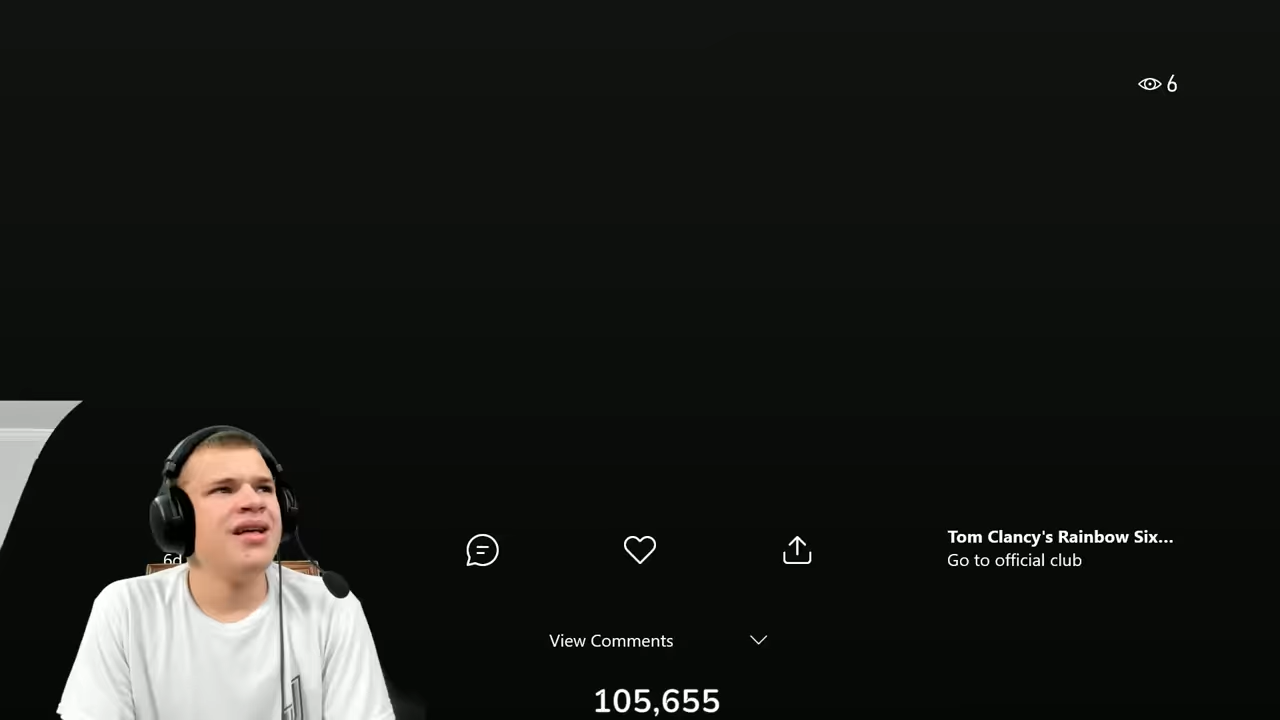 6
6d
Tom Clancy's Rainbow Six...
Go to official club
View Comments
105,655